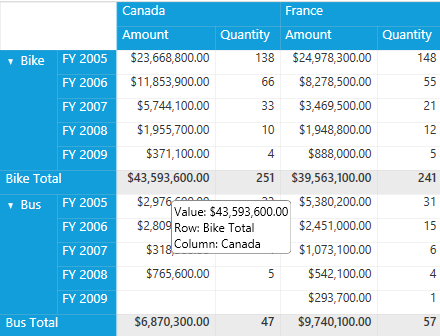 Canada France
Amount Quantity Amount Quantity
Bike FY 2005 $23,668,800.00 138 $24,978,300.00 148
FY 2006 $11,853,900.00 66 $8,278,500.00 55
FY 2007 $5,744,100.00 33 $3,469,500.00 21
FY 2008 $1,955,700.00 10 $1,948,800.00 12
FY 2009 $371,100.00 4 $888,000.00 5
Bike Total $43,593,600.00 251 $39,563,100.00 241
Bus FY 2005 $2,976 $5,380,200.00 31
FY 2006 $2,809 $2,451,000.00 15
FY 2007 $318, $1,073,100.00 6
FY 2008 $765,600.00 5 $542,100.00 4
FY 2009 $293,700.00 1
Bus Total $6,870,300.00 47 $9,740,100.00 57
Value: $43,593,600.00
Row: Bike Total
Column: Canada